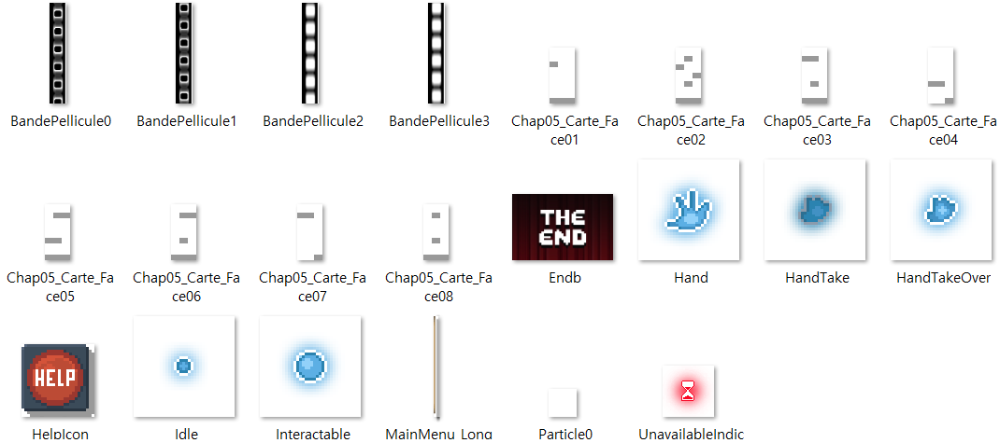 BandePellicule0
BandePellicule1
BandePellicule2
BandePellicule3
Chap05_Carte_Fa
ce01
Chap05_Carte_Fa
ce02
Chap05_Carte_Fa
ce03
Chap05_Carte_Fa
ce04
THE
END
Chap05_Carte_Fa
ce05
Chap05_Carte_Fa
ce06
Chap05_Carte_Fa
ce07
Chap05_Carte_Fa
ce08
Endb
Hand
HandTake
HandTakeOver
HELP
HelpIcon
Idle
Interactable
MainMenu_Long
Particle0
UnavailableIndic